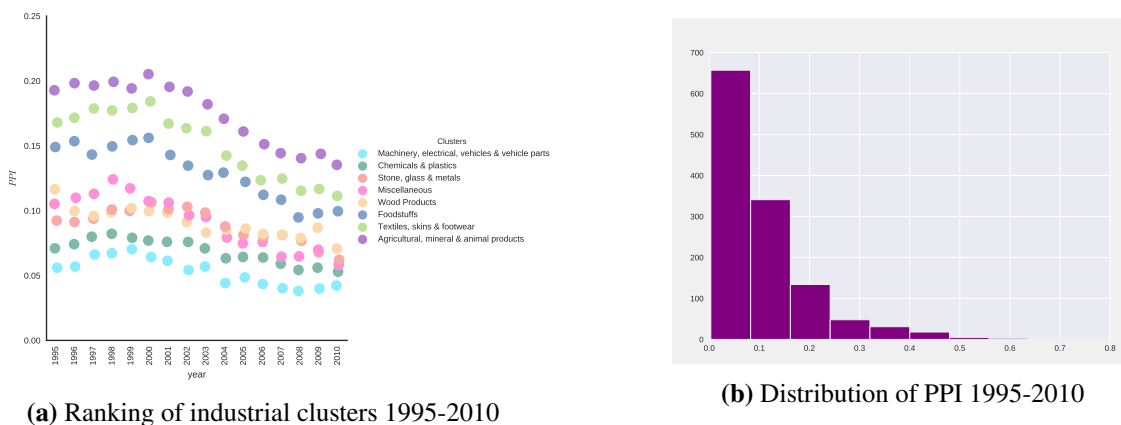 0.25
0.20
0.15
0.10
0.05
0.00
PPI
1995 1996 1997 1998 1999 2000 2001 2002 2003 2004 2005 2006 2007 2008 2009 2010
year
Clusters
Machinery, electrical, vehicles & vehicle parts
Chemicals & plastics
Stone, glass & metals
Miscellaneous
Wood Products
Foodstuffs
Textiles, skins & footwear
Agricultural, mineral & animal products
(a) Ranking of industrial clusters 1995-2010
700
600
500
400
300
200
100
0
0.0 0.1 0.2 0.3 0.4 0.5 0.6 0.7 0.8
(b) Distribution of PPI 1995-2010